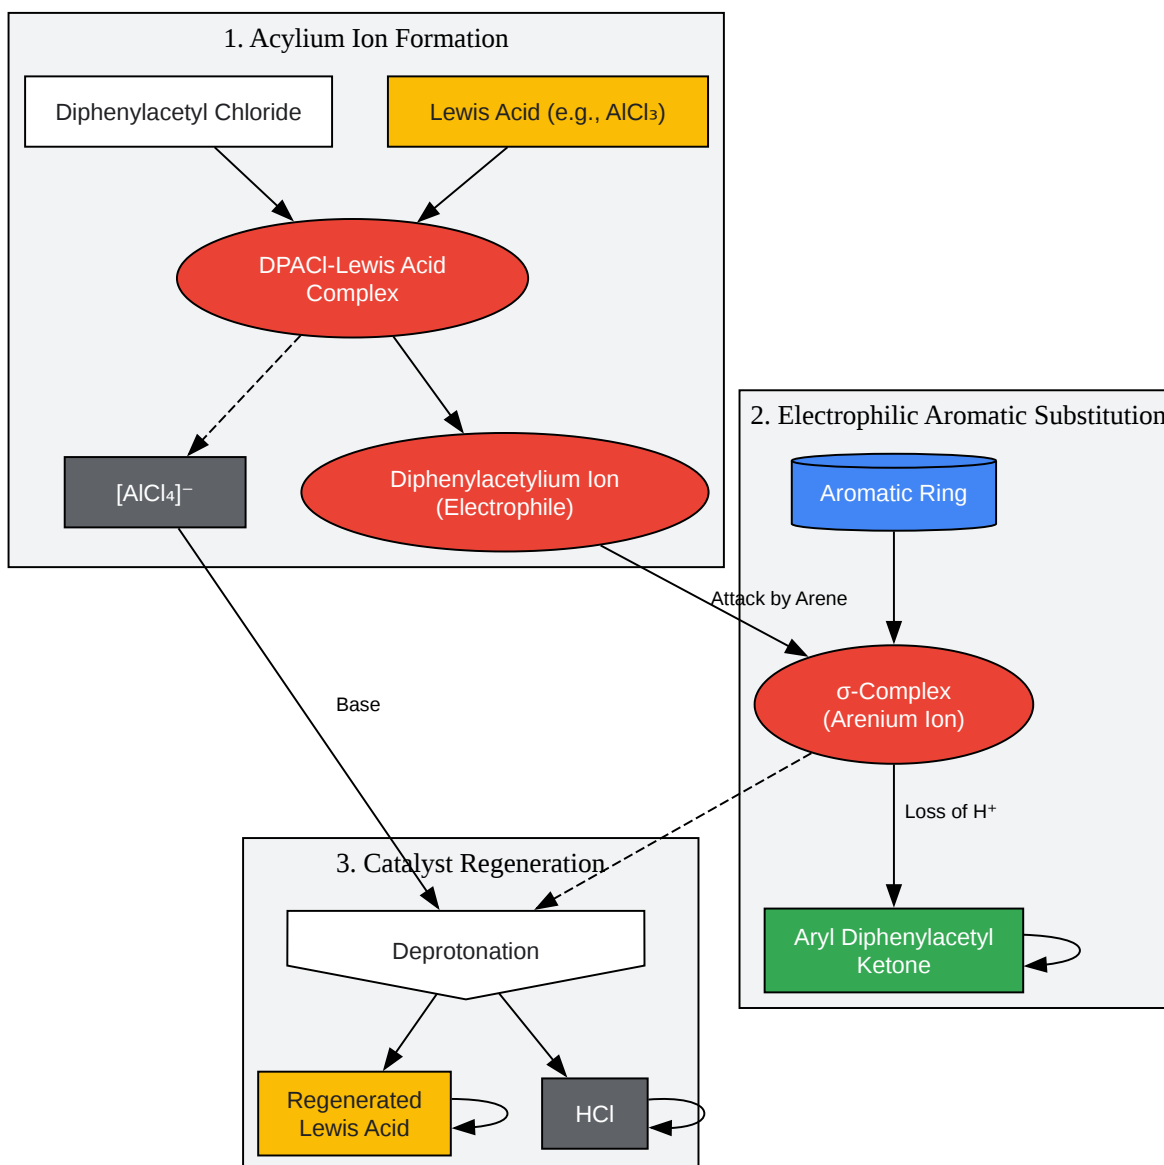 1. Acylium Ion Formation
Diphenylacetyl Chloride
Lewis Acid (e.g., AlCl₃)
DPACl-Lewis Acid
Complex
[AlCl₄]⁻
Diphenylacetylium Ion
(Electrophile)
2. Electrophilic Aromatic Substitution
Aromatic Ring
Attack by Arene
σ-Complex
(Arenium Ion)
Base
Loss of H⁺
Aryl Diphenylacetyl
Ketone
3. Catalyst Regeneration
Deprotonation
Regenerated
Lewis Acid
HCl